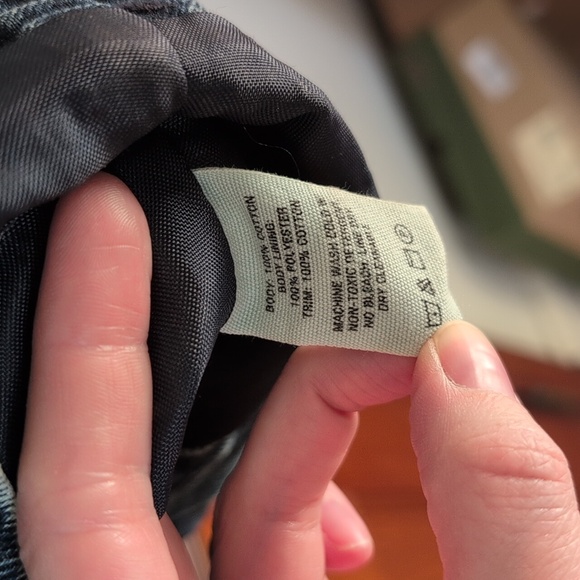 BODY: 100% COTTON
BODY LINING:
100% POLYESTER
TRIM: 100% COTTON
MACHINE WASH COLD W
NON-TOXIC DETERGENT
NO BLEACH. LINE DRY
DRY CLEANABLE